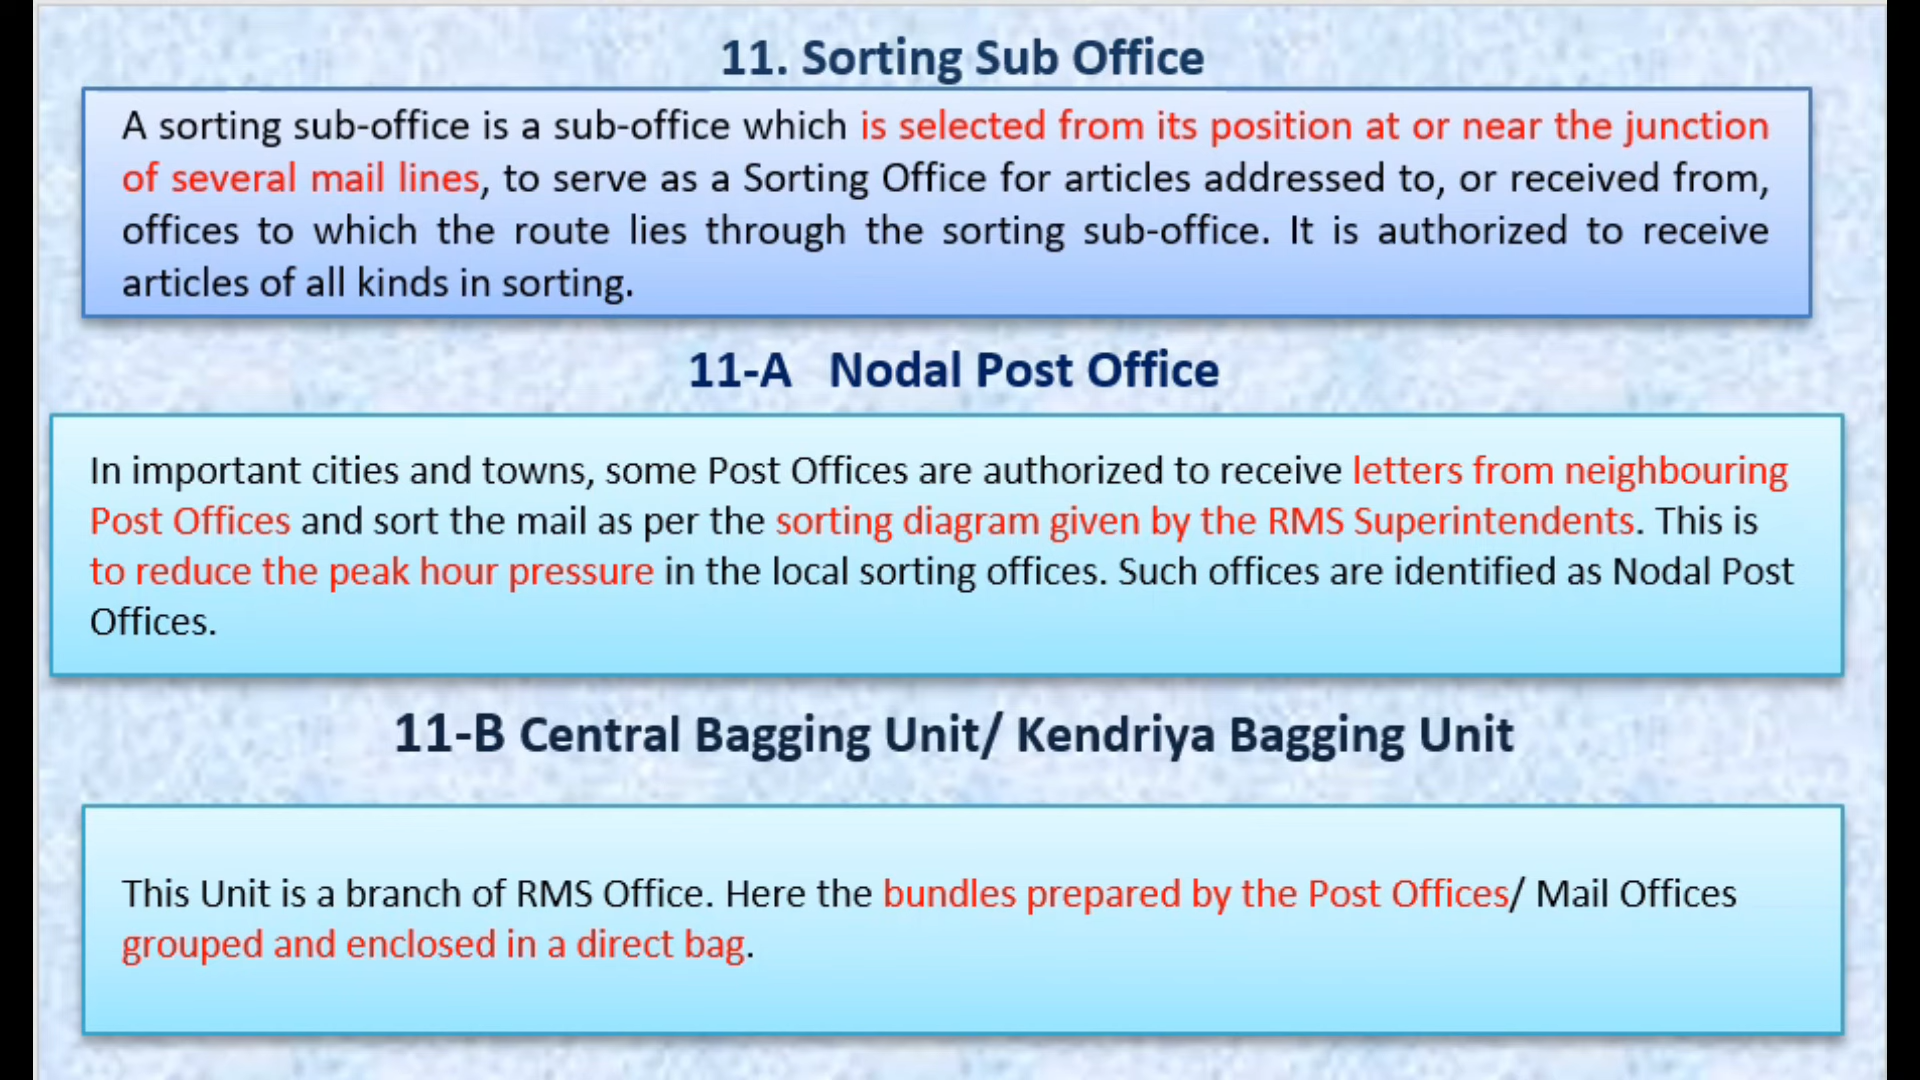 11. Sorting Sub Office
A sorting sub-office is a sub-office which is selected from its position at or near the junction
of several mail lines, to serve as a Sorting Office for articles addressed to, or received from,
offices to which the route lies through the sorting sub-office. It is authorized to receive
articles of all kinds in sorting.
11-A Nodal Post Office
In important cities and towns, some Post Offices are authorized to receive letters from neighbouring
Post Offices and sort the mail as per the sorting diagram given by the RMS Superintendents. This is
to reduce the peak hour pressure in the local sorting offices. Such offices are identified as Nodal Post
Offices.
11-B Central Bagging Unit/ Kendriya Bagging Unit
This Unit is a branch of RMS Office. Here the bundles prepared by the Post Offices/ Mail Offices
grouped and enclosed in a direct bag.